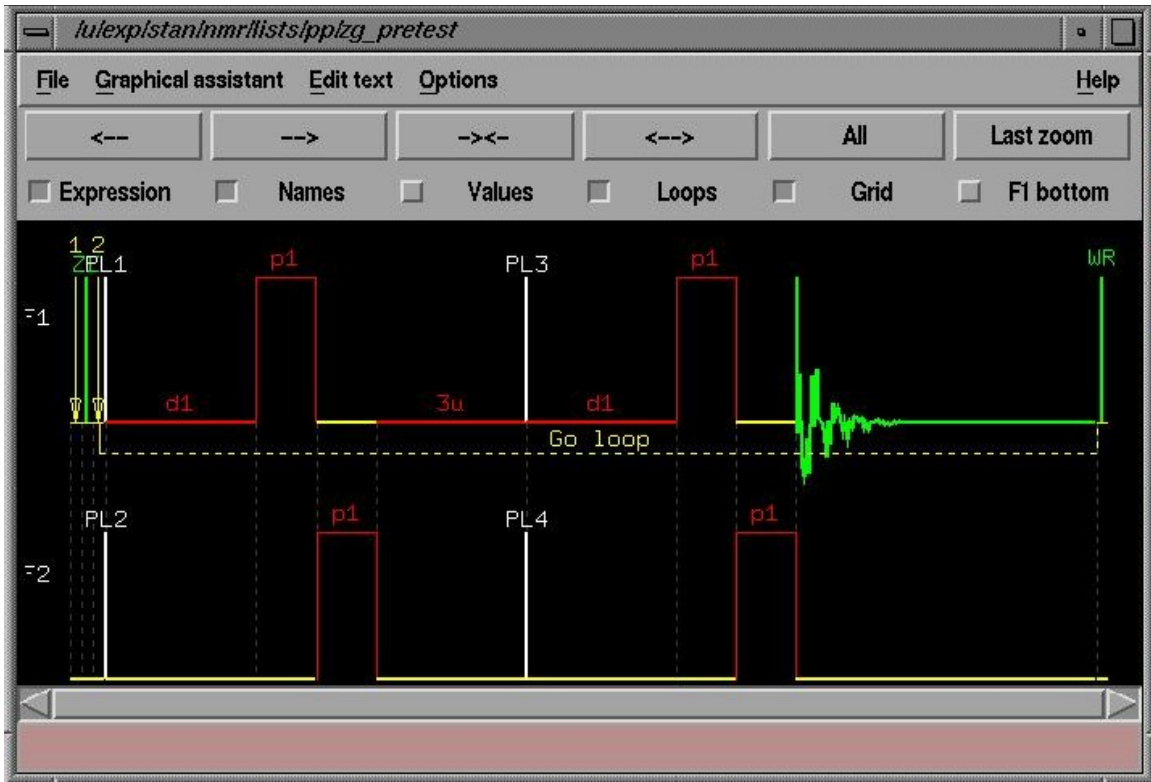 /u/exp/stan/nmr/lists/pp/zg_pretest
File Graphical assistant Edit text Options Help
<-- --> -><- <--> All Last zoom
Expression Names Values Loops Grid F1 bottom
1 2
PL1 p1 PL3 p1 WR
F1
d1 3u d1
Go loop
PL2 p1 PL4 p1
F2